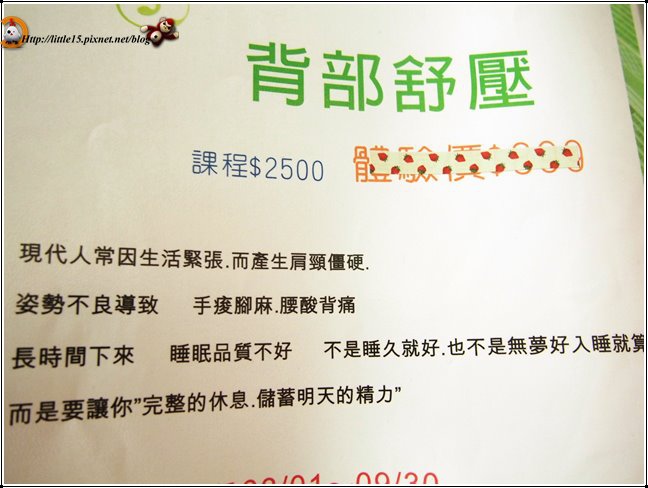 Http://little15.pixnet.net/blog
背部舒壓
課程$2500
現代人常因生活緊張.而產生肩頸僵硬.
姿勢不良導致 手痠腳麻.腰酸背痛
長時間下來 睡眠品質不好 不是睡久就好.也不是無夢好入睡就算
而是要讓你"完整的休息.儲蓄明天的精力"